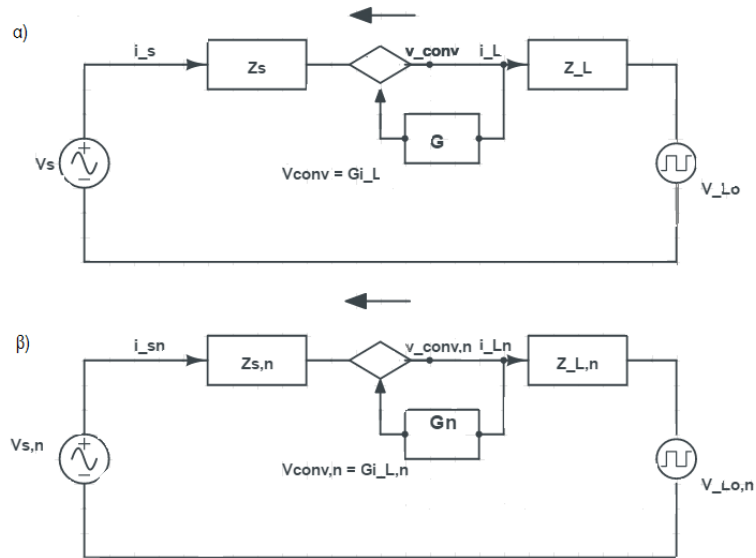 α)
i_s
Zs
v_conv
i_L
Z_L
G
Vs
Vconv = Gi_L
V_Lo
β)
i_sn
Zs,n
v_conv,n
i_Ln
Z_L,n
Gn
Vs,n
Vconv,n = Gi_L,n
V_Lo,n